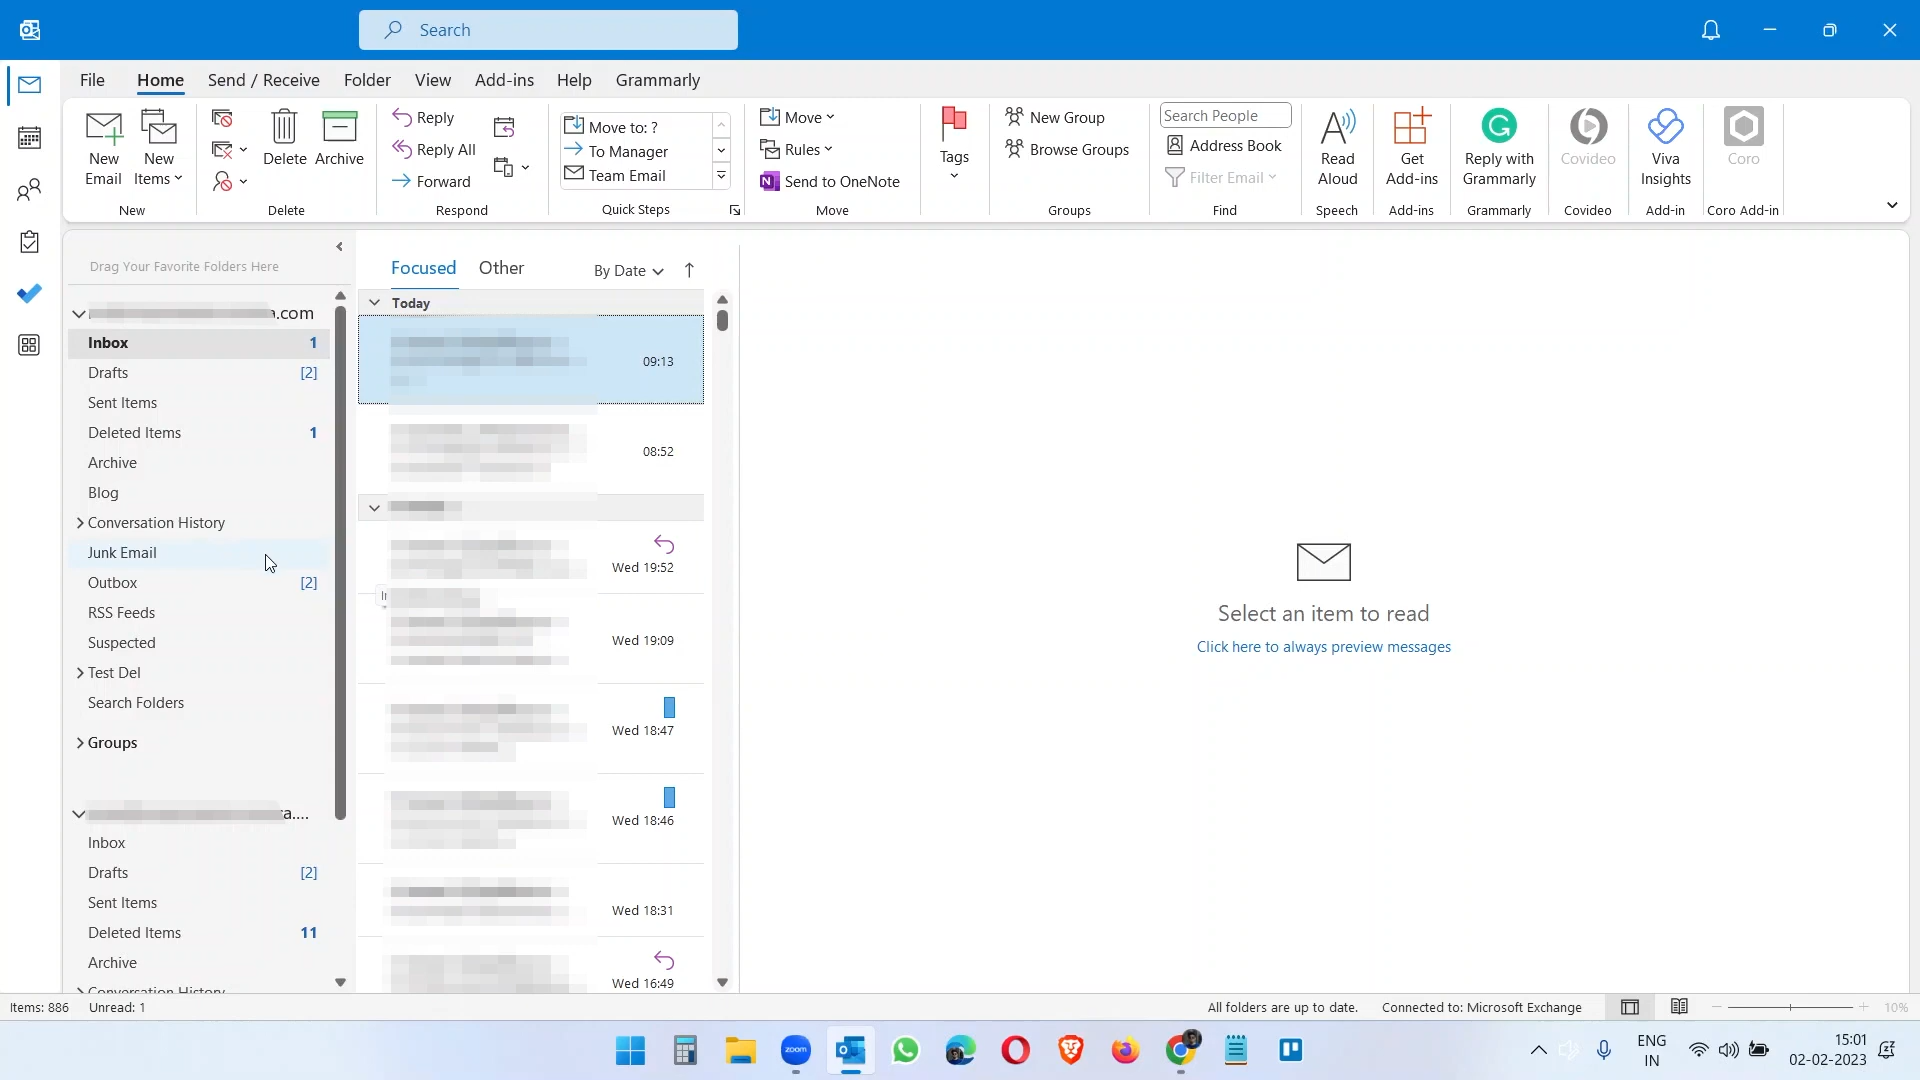 Search
File Home Send / Receive Folder View Add-ins Help Grammarly
New Email
New Items
New
Delete
Archive
Delete
Reply
Reply All
Forward
Respond
Move to: ?
To Manager
Team Email
Quick Steps
Move
Rules
Send to OneNote
Move
Tags
New Group
Browse Groups
Groups
Search People
Address Book
Filter Email
Find
Read Aloud
Speech
Get Add-ins
Add-ins
Reply with Grammarly
Grammarly
Covideo
Covideo
Viva Insights
Add-in
Coro
Coro Add-in
Drag Your Favorite Folders Here
a.com
Inbox 1
Drafts [2]
Sent Items
Deleted Items 1
Archive
Blog
Conversation History
Junk Email
Outbox [2]
RSS Feeds
Suspected
Test Del
Search Folders
Groups
a....
Inbox
Drafts [2]
Sent Items
Deleted Items 11
Archive
Conversation History
Focused Other By Date
Today
09:13
08:52
Wed 19:52
Wed 19:09
Wed 18:47
Wed 18:46
Wed 18:31
Wed 16:49
Select an item to read
Click here to always preview messages
Items: 886 Unread: 1
All folders are up to date. Connected to: Microsoft Exchange 10%
zoom
ENG
IN
15:01
02-02-2023